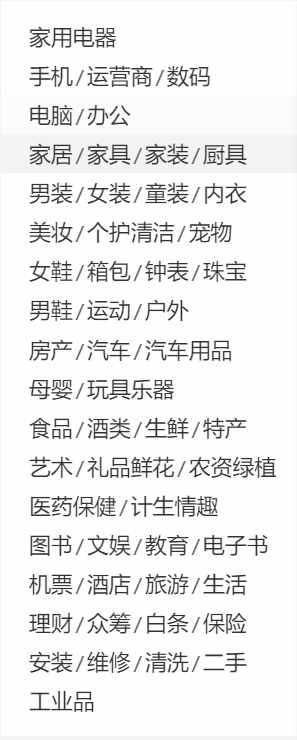 家用电器
手机/运营商/数码
电脑/办公
家居/家具/家装/厨具
男装/女装/童装/内衣
美妆/个护清洁/宠物
女鞋/箱包/钟表/珠宝
男鞋/运动/户外
房产/汽车/汽车用品
母婴/玩具乐器
食品/酒类/生鲜/特产
艺术/礼品鲜花/农资绿植
医药保健/计生情趣
图书/文娱/教育/电子书
机票/酒店/旅游/生活
理财/众筹/白条/保险
安装/维修/清洗/二手
工业品